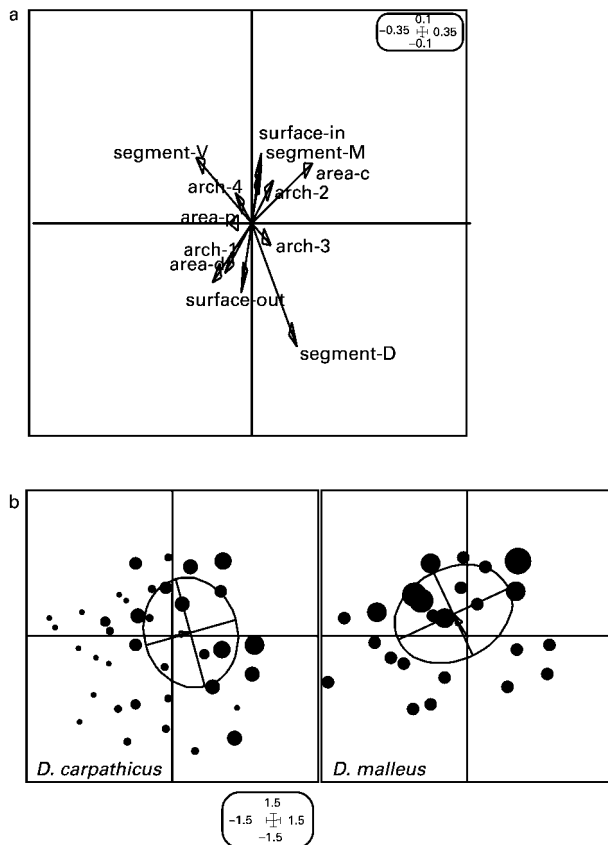 a
0.1
−0.35 0.35
−0.1
surface-in
segment-V segment-M
area-c
arch-4 arch-2
area-p
arch-1 arch-3
area-d
surface-out
segment-D
b
D. carpathicus D. malleus
1.5
−1.5 1.5
−1.5